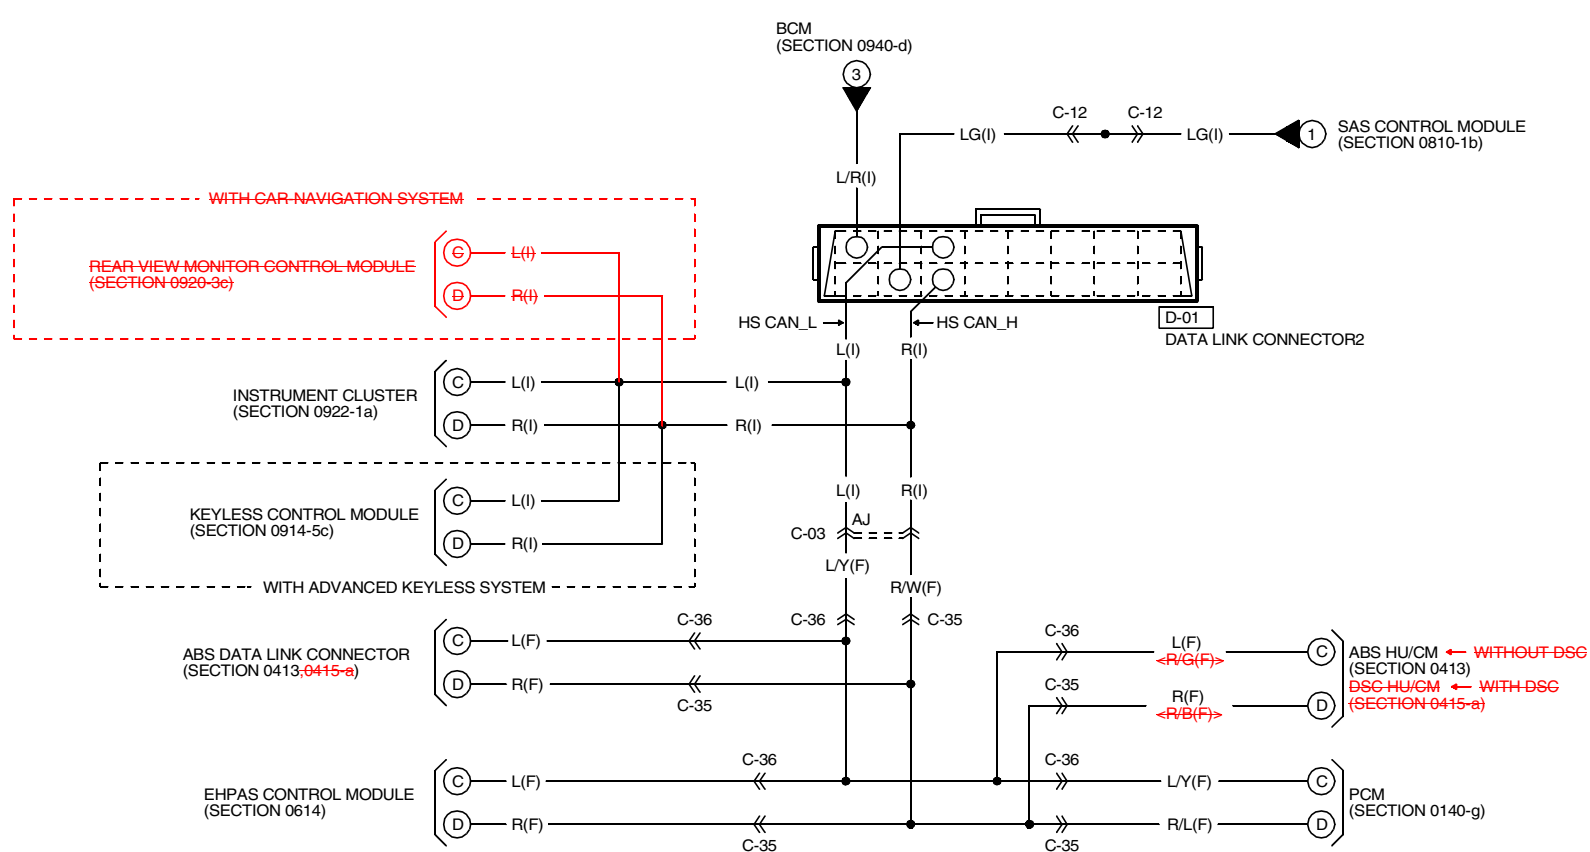 BCM
(SECTION 0940-d)
3
C-12
C-12
LG(I)
LG(I)
1
SAS CONTROL MODULE
(SECTION 0810-1b)
L/R(I)
WITH CAR-NAVIGATION SYSTEM
REAR VIEW MONITOR CONTROL MODULE
(SECTION 0920-3c)
C
L(I)
D
R(I)
HS CAN_L
HS CAN_H
D-01
DATA LINK CONNECTOR2
L(I)
R(I)
INSTRUMENT CLUSTER
(SECTION 0922-1a)
C
L(I)
L(I)
D
R(I)
R(I)
KEYLESS CONTROL MODULE
(SECTION 0914-5c)
C
L(I)
D
R(I)
WITH ADVANCED KEYLESS SYSTEM
L(I)
R(I)
C-03
AJ
L/Y(F)
R/W(F)
C-36
C-35
ABS DATA LINK CONNECTOR
(SECTION 0413,0415-a)
C
L(F)
C-36
D
R(F)
C-35
C-36
L(F)
<R/G(F)>
C
C-35
R(F)
<R/B(F)>
D
ABS HU/CM
WITHOUT DSC
(SECTION 0413)
DSC HU/CM
WITH DSC
(SECTION 0415-a)
EHPAS CONTROL MODULE
(SECTION 0614)
C
L(F)
C-36
D
R(F)
C-35
C-36
L/Y(F)
C
C-35
R/L(F)
D
PCM
(SECTION 0140-g)